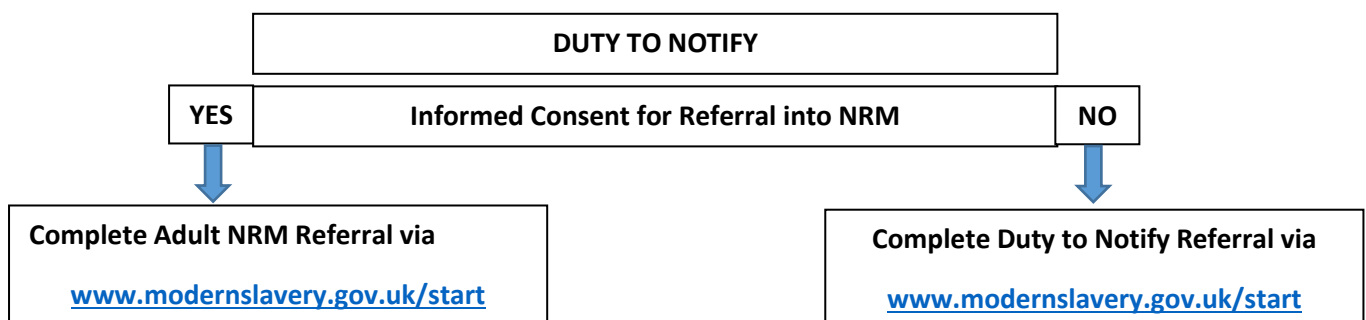 DUTY TO NOTIFY
YES
Informed Consent for Referral into NRM
NO
Complete Adult NRM Referral via
www.modernslavery.gov.uk/start
Complete Duty to Notify Referral via
www.modernslavery.gov.uk/start